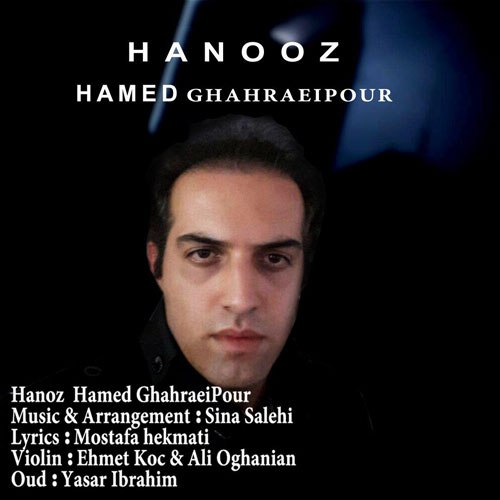 HANOOZ
HAMED GHAHRAEIPOUR
Hanoz Hamed GhahraeiPour
Music & Arrangement : Sina Salehi
Lyrics : Mostafa hekmati
Violin : Ehmet Koc & Ali Oghanian
Oud : Yasar Ibrahim